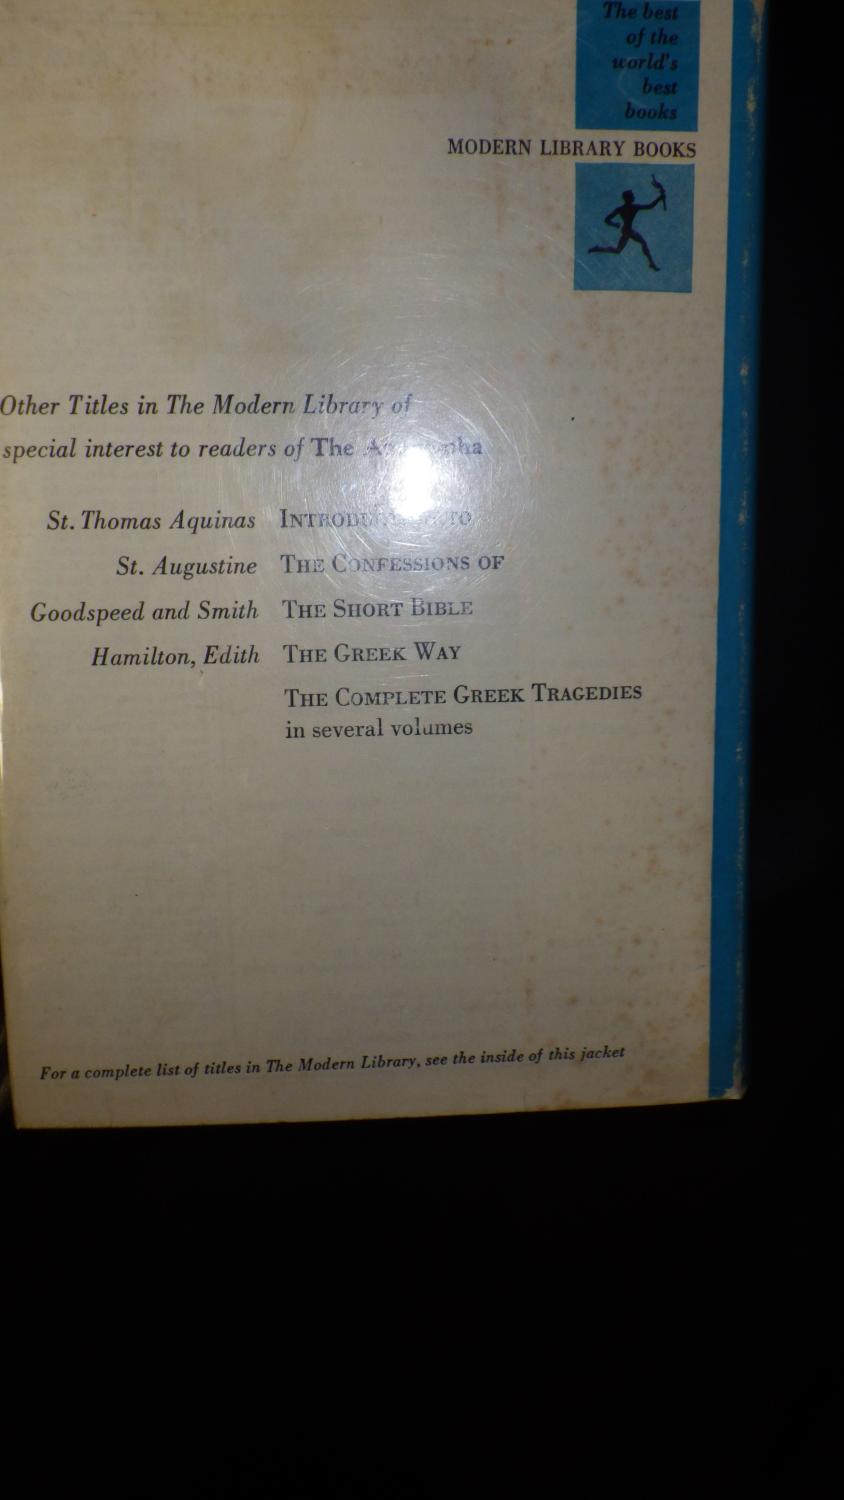 The best
of the
world's
best
books
MODERN LIBRARY BOOKS
Other Titles in The Modern Library of
special interest to readers of The
St. Thomas Aquinas TO
St. Augustine THE CONFESSIONS OF
Goodspeed and Smith THE SHORT BIBLE
Hamilton, Edith THE GREEK WAY
THE COMPLETE GREEK TRAGEDIES
in several volumes
For a complete list of titles in The Modern Library, see the inside of this jacket